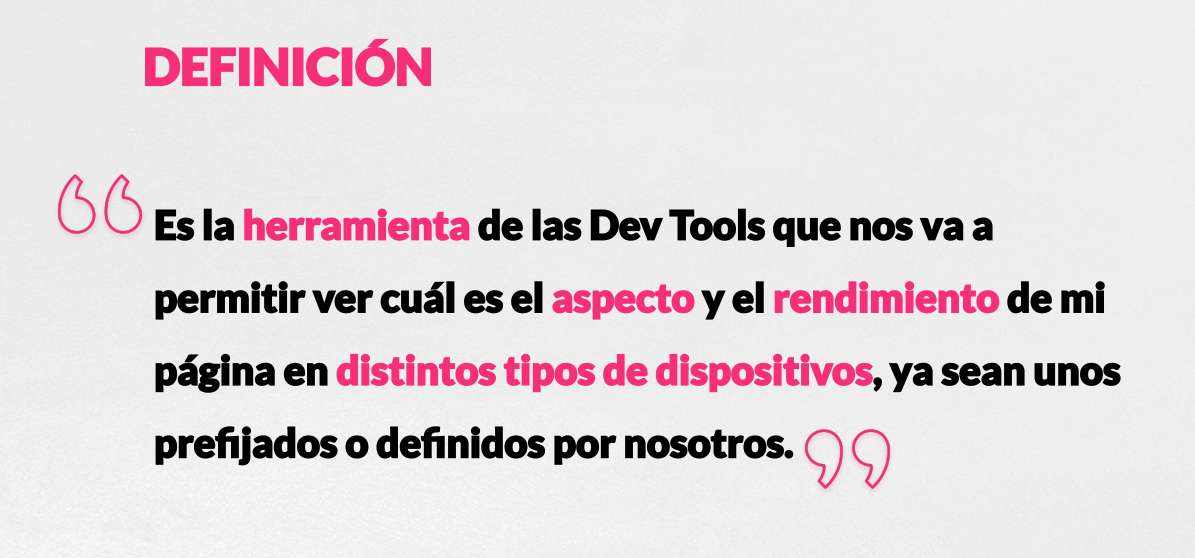 DEFINICIÓN
“Es la herramienta de las Dev Tools que nos va a
permitir ver cuál es el aspecto y el rendimiento de mi
página en distintos tipos de dispositivos, ya sean unos
prefijados o definidos por nosotros.”